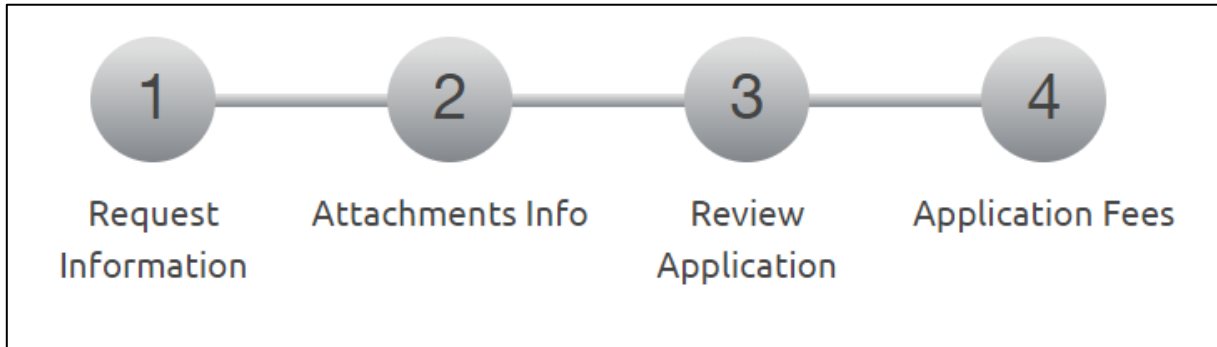 1
2
3
4
Request
Information
Attachments Info
Review
Application
Application Fees